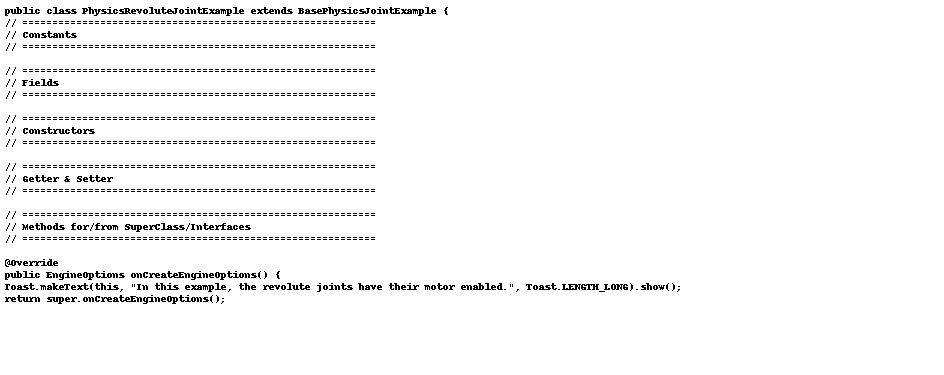 public class PhysicsRevoluteJointExample extends BasePhysicsJointExample {
// ===========================================================
// Constants
// ===========================================================
// ===========================================================
// Fields
// ===========================================================
// ===========================================================
// Constructors
// ===========================================================
// ===========================================================
// Getter & Setter
// ===========================================================
// ===========================================================
// Methods for/from SuperClass/Interfaces
// ===========================================================
@Override
public EngineOptions onCreateEngineOptions() {
Toast.makeText(this, "In this example, the revolute joints have their motor enabled.", Toast.LENGTH_LONG).show();
return super.onCreateEngineOptions();